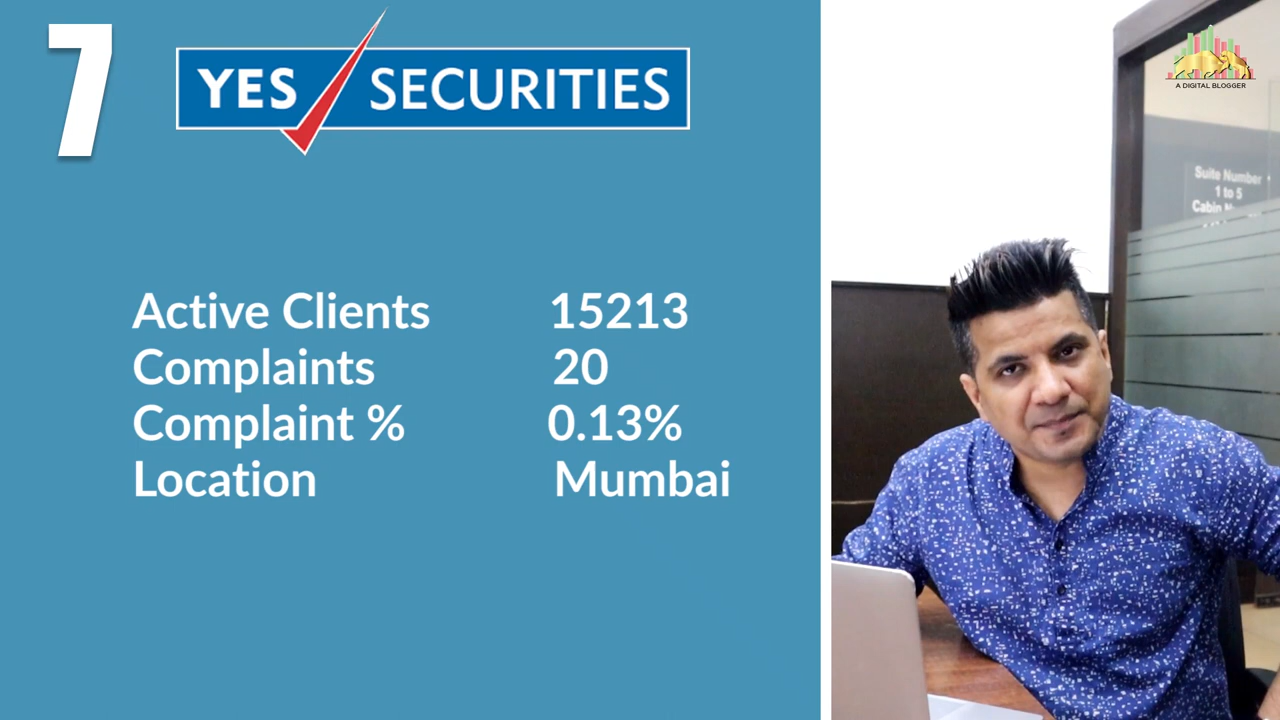 7
YES SECURITIES
Active Clients 15213
Complaints 20
Complaint % 0.13%
Location Mumbai
A DIGITAL BLOGGER
Suite Number
1 to 5
Cabin